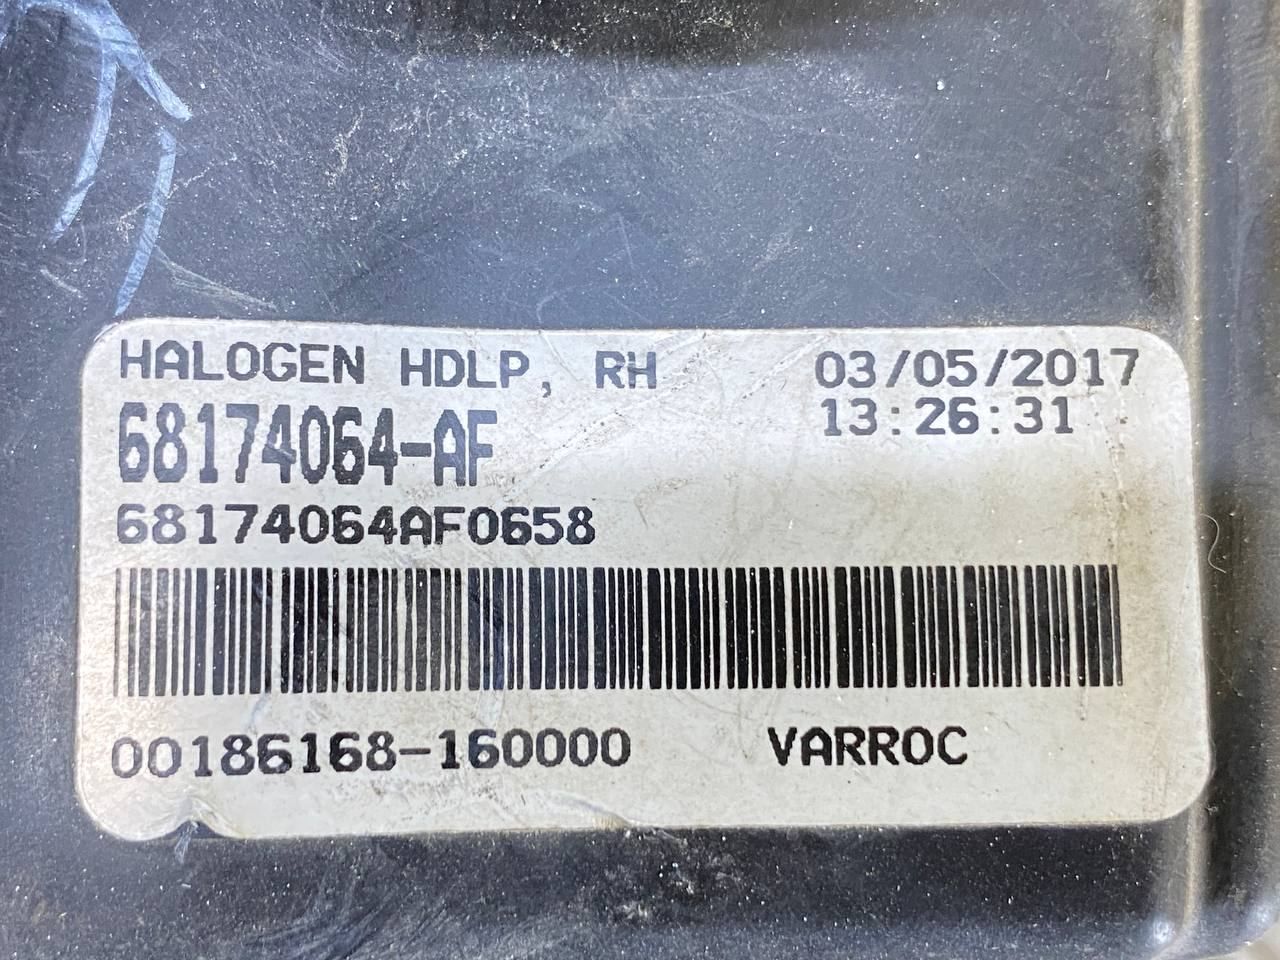 HALOGEN HDLP, RH 03/05/2017
68174064-AF 13:26:31
68174064AF0658
00186168-160000 VARROC